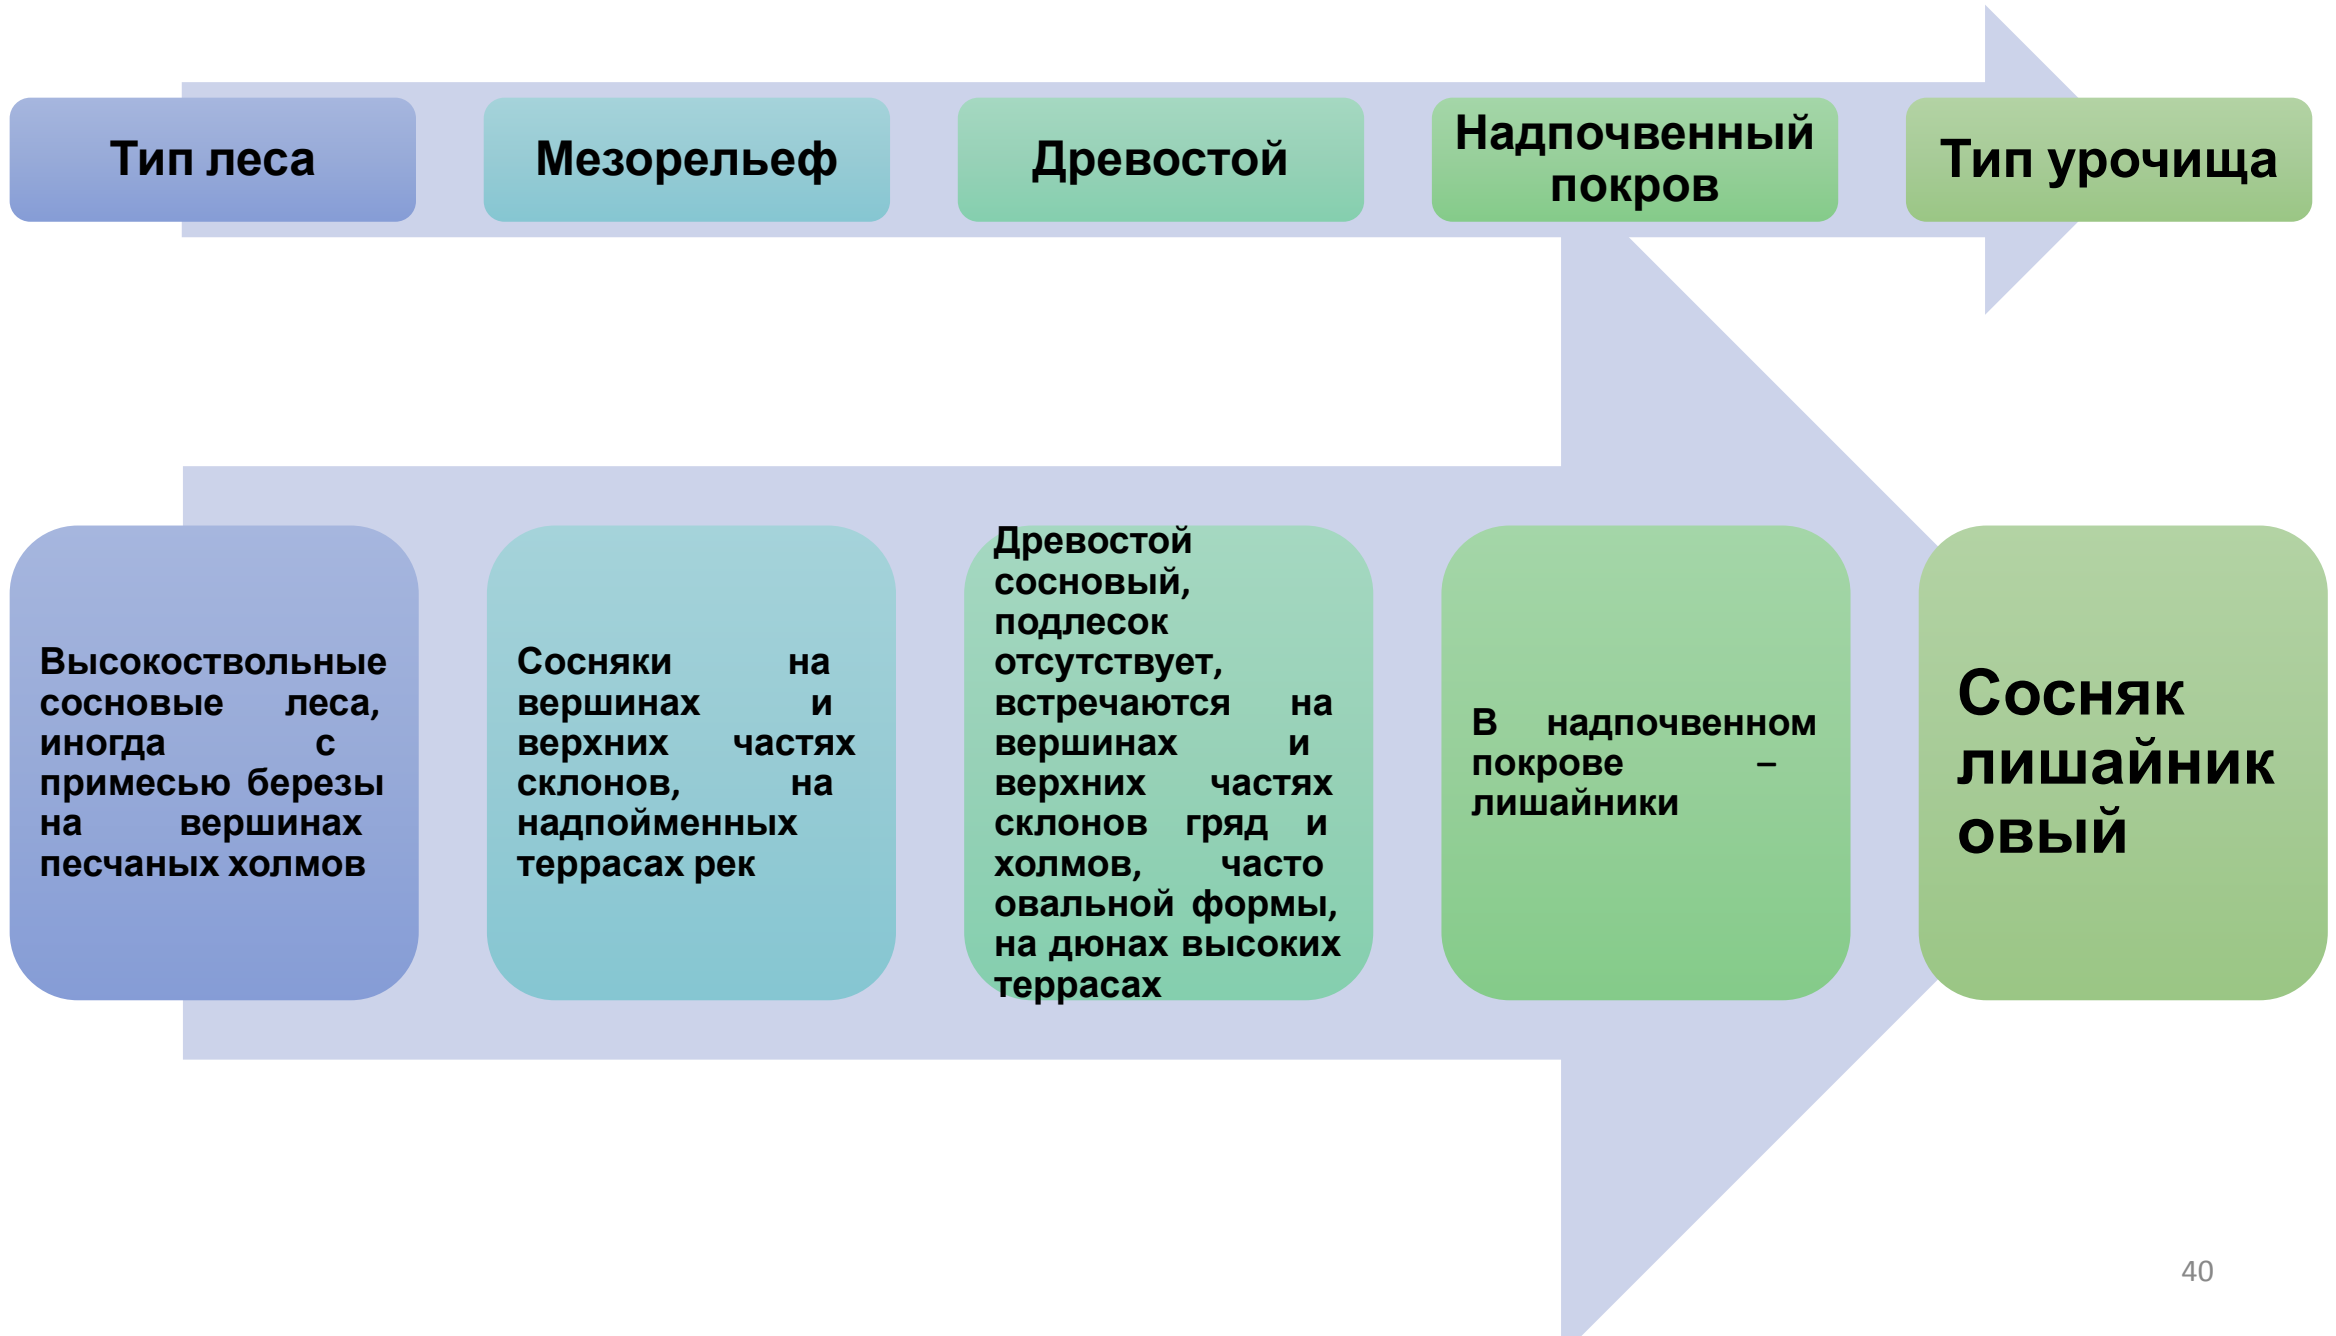 Тип леса
Мезорельеф
Древостой
Надпочвенный
покров
Тип урочища
Высокоствольные
сосновые леса,
иногда с
примесью березы
на вершинах
песчаных холмов
Сосняки на
вершинах и
верхних частях
склонов, на
надпойменных
террасах рек
Древостой
сосновый,
подлесок
отсутствует,
встречаются на
вершинах и
верхних частях
склонов гряд и
холмов, часто
овальной формы,
на дюнах высоких
террасах
В надпочвенном
покрове –
лишайники
Сосняк
лишайник
овый
40